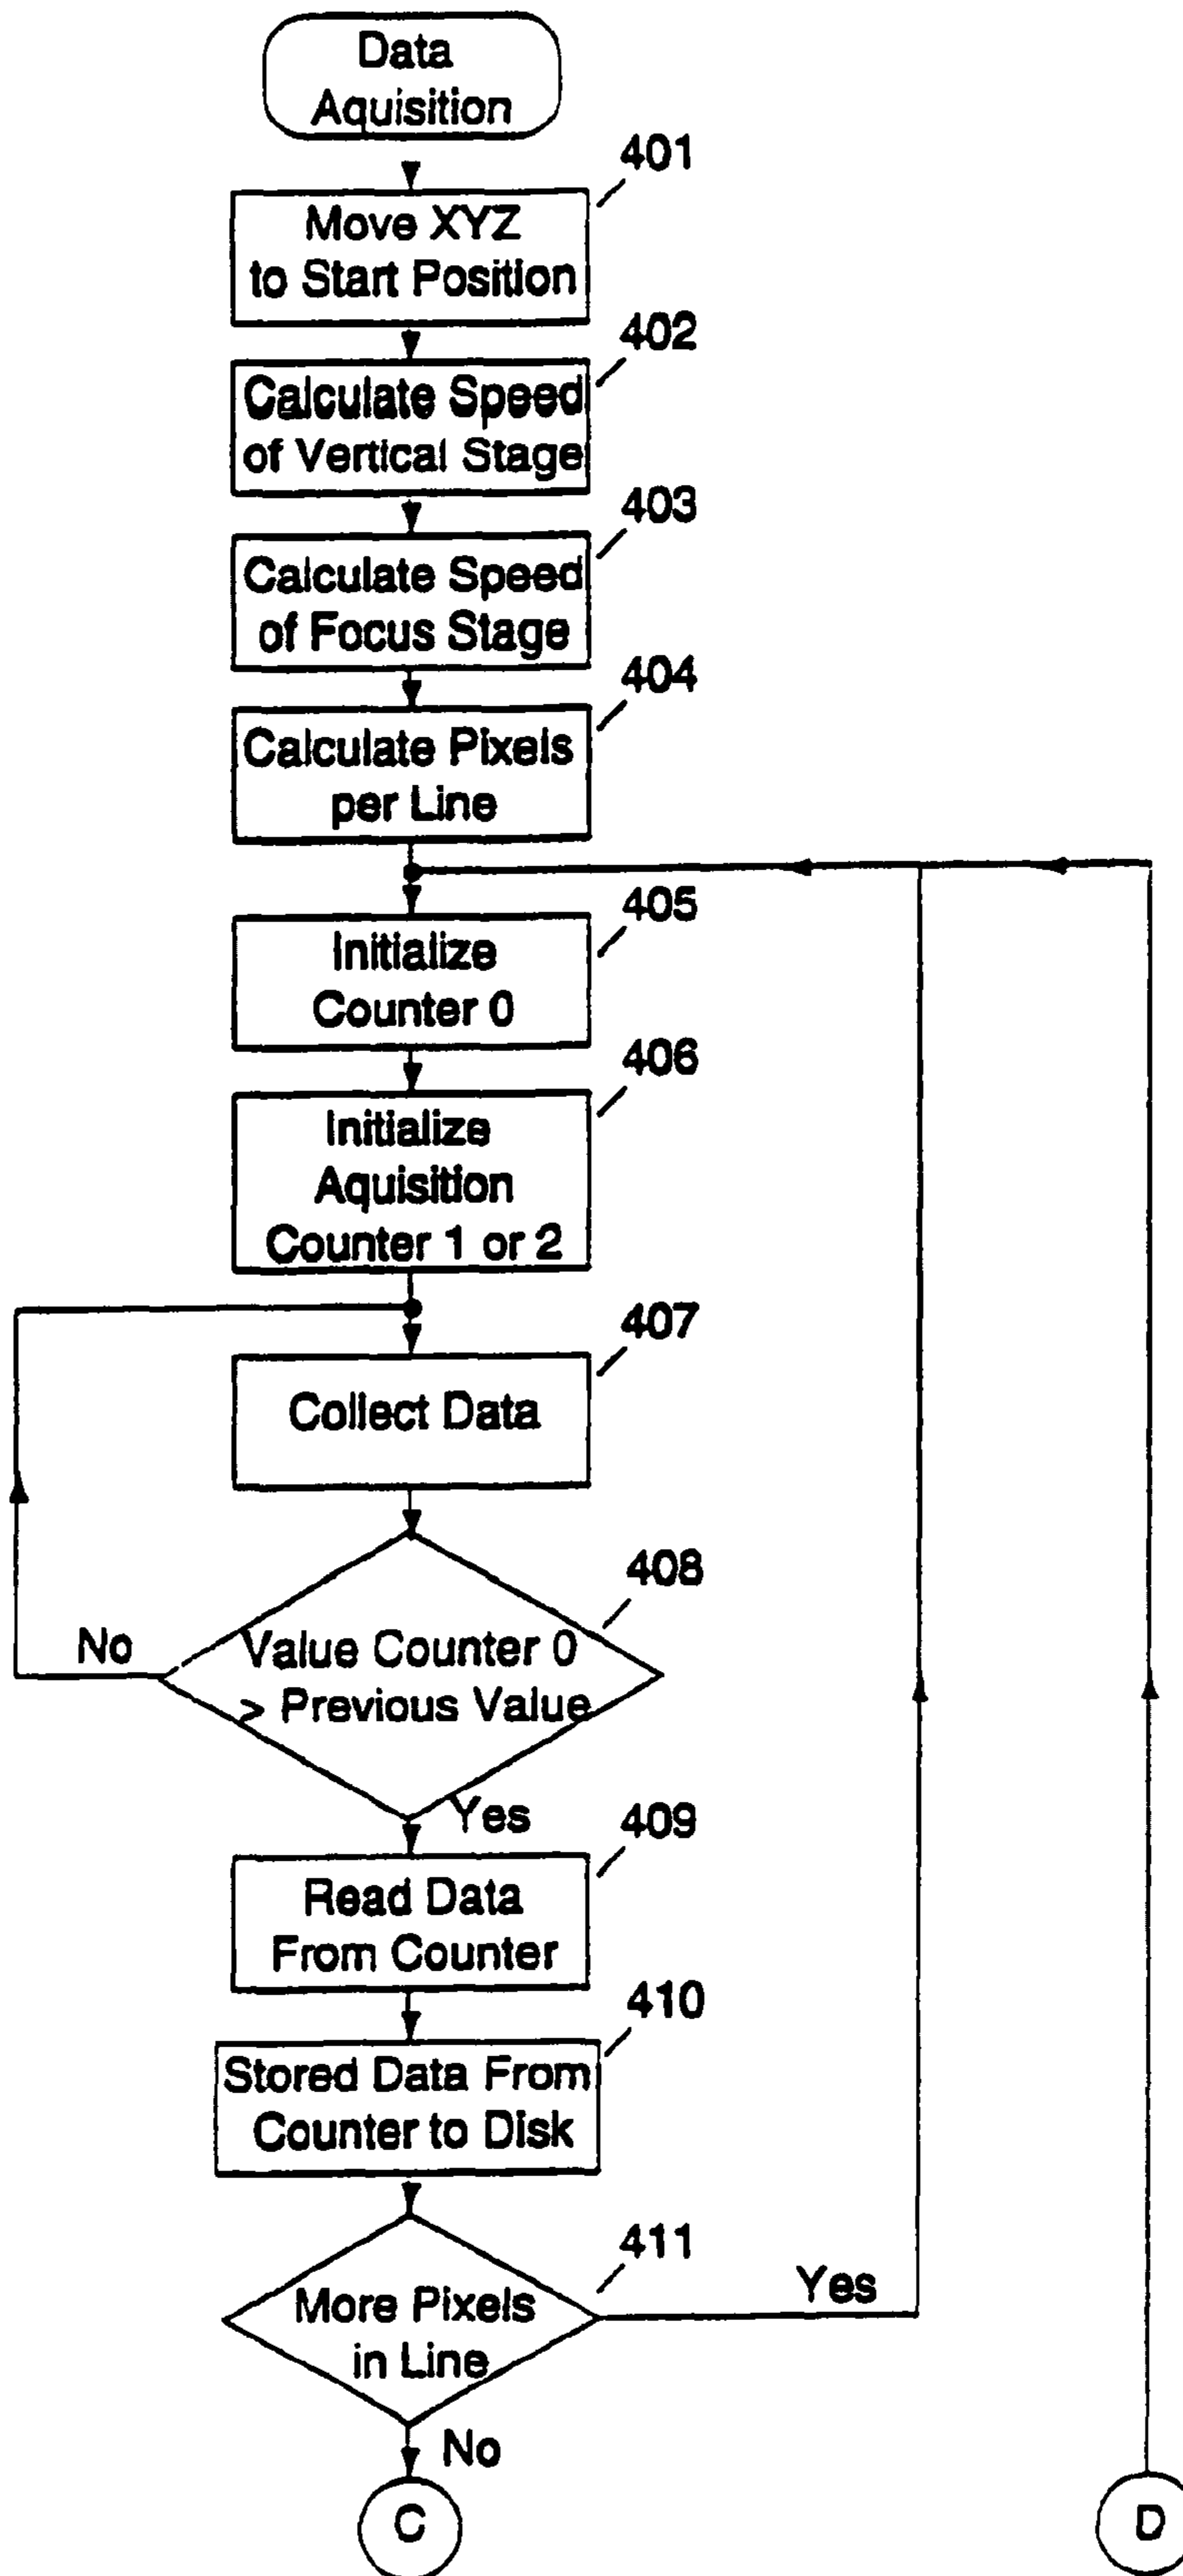 Data
Aquisition
401
Move XYZ
to Start Position
402
Calculate Speed
of Vertical Stage
403
Calculate Speed
of Focus Stage
404
Calculate Pixels
per Line
405
Initialize
Counter 0
406
Initialize
Aquisition
Counter 1 or 2
407
Collect Data
408
No
Value Counter 0
> Previous Value
Yes
409
Read Data
From Counter
410
Stored Data From
Counter to Disk
411
More Pixels
in Line
Yes
No
C
D